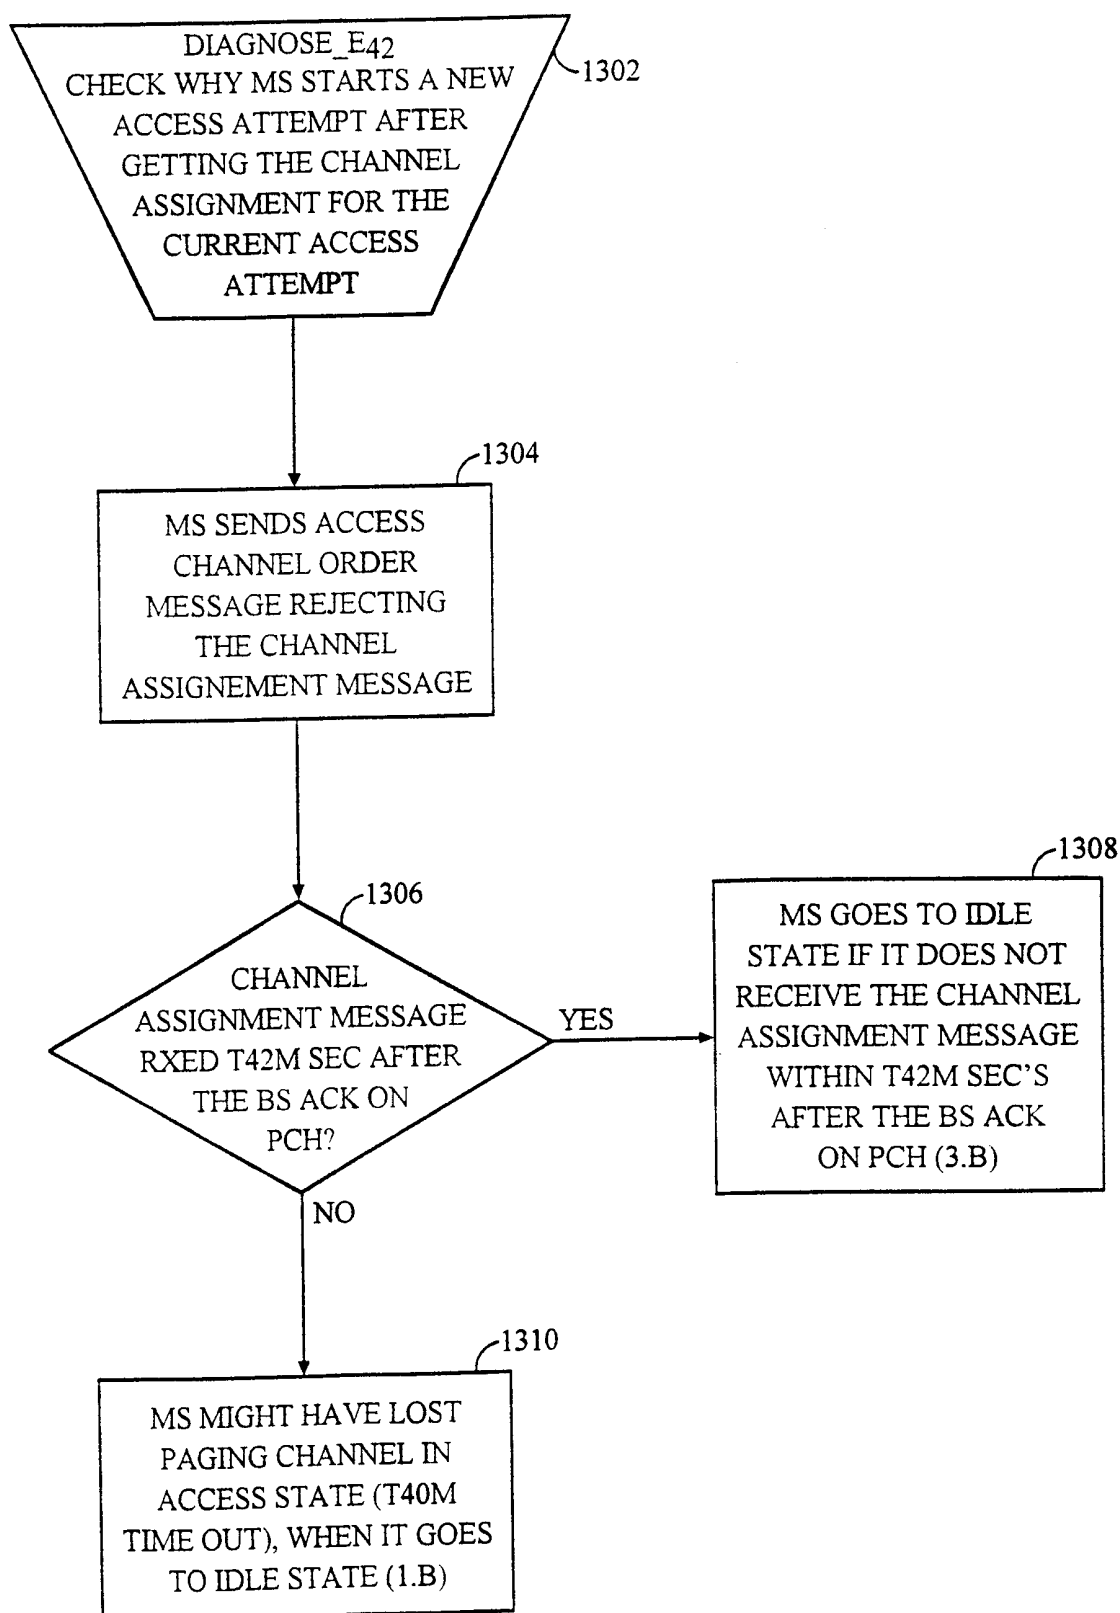 DIAGNOSE_E42
CHECK WHY MS STARTS A NEW
ACCESS ATTEMPT AFTER
GETTING THE CHANNEL
ASSIGNMENT FOR THE
CURRENT ACCESS
ATTEMPT
1302
1304
MS SENDS ACCESS
CHANNEL ORDER
MESSAGE REJECTING
THE CHANNEL
ASSIGNEMENT MESSAGE
1306
CHANNEL
ASSIGNMENT MESSAGE
RXED T42M SEC AFTER
THE BS ACK ON
PCH?
YES
NO
1308
MS GOES TO IDLE
STATE IF IT DOES NOT
RECEIVE THE CHANNEL
ASSIGNMENT MESSAGE
WITHIN T42M SEC'S
AFTER THE BS ACK
ON PCH (3.B)
1310
MS MIGHT HAVE LOST
PAGING CHANNEL IN
ACCESS STATE (T40M
TIME OUT), WHEN IT GOES
TO IDLE STATE (1.B)